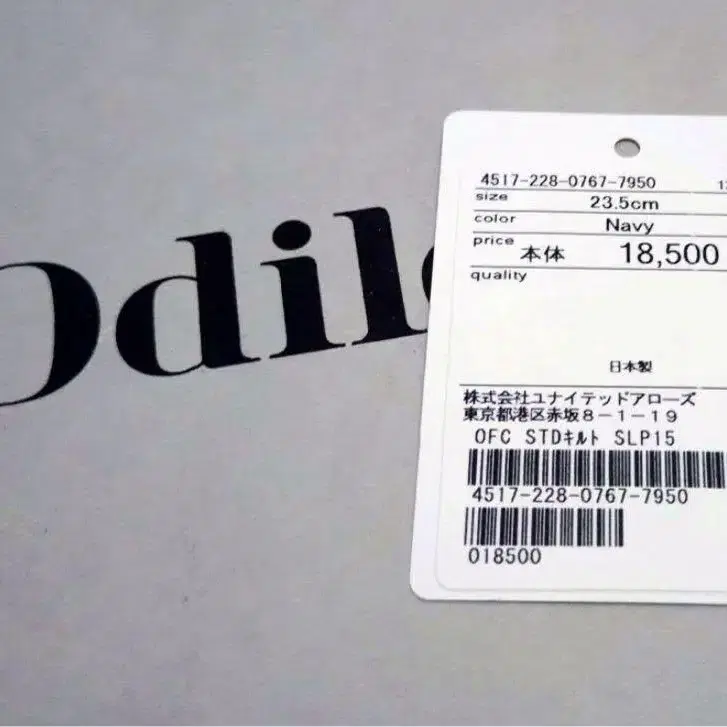 Odile
4517-228-0767-7950
size 23.5cm
color Navy
price 本体 18,500
quality
日本製
株式会社ユナイテッドアローズ
東京都港区赤坂8-1-19
OFC STDｷﾙﾄ SLP15
4517-228-0767-7950
018500